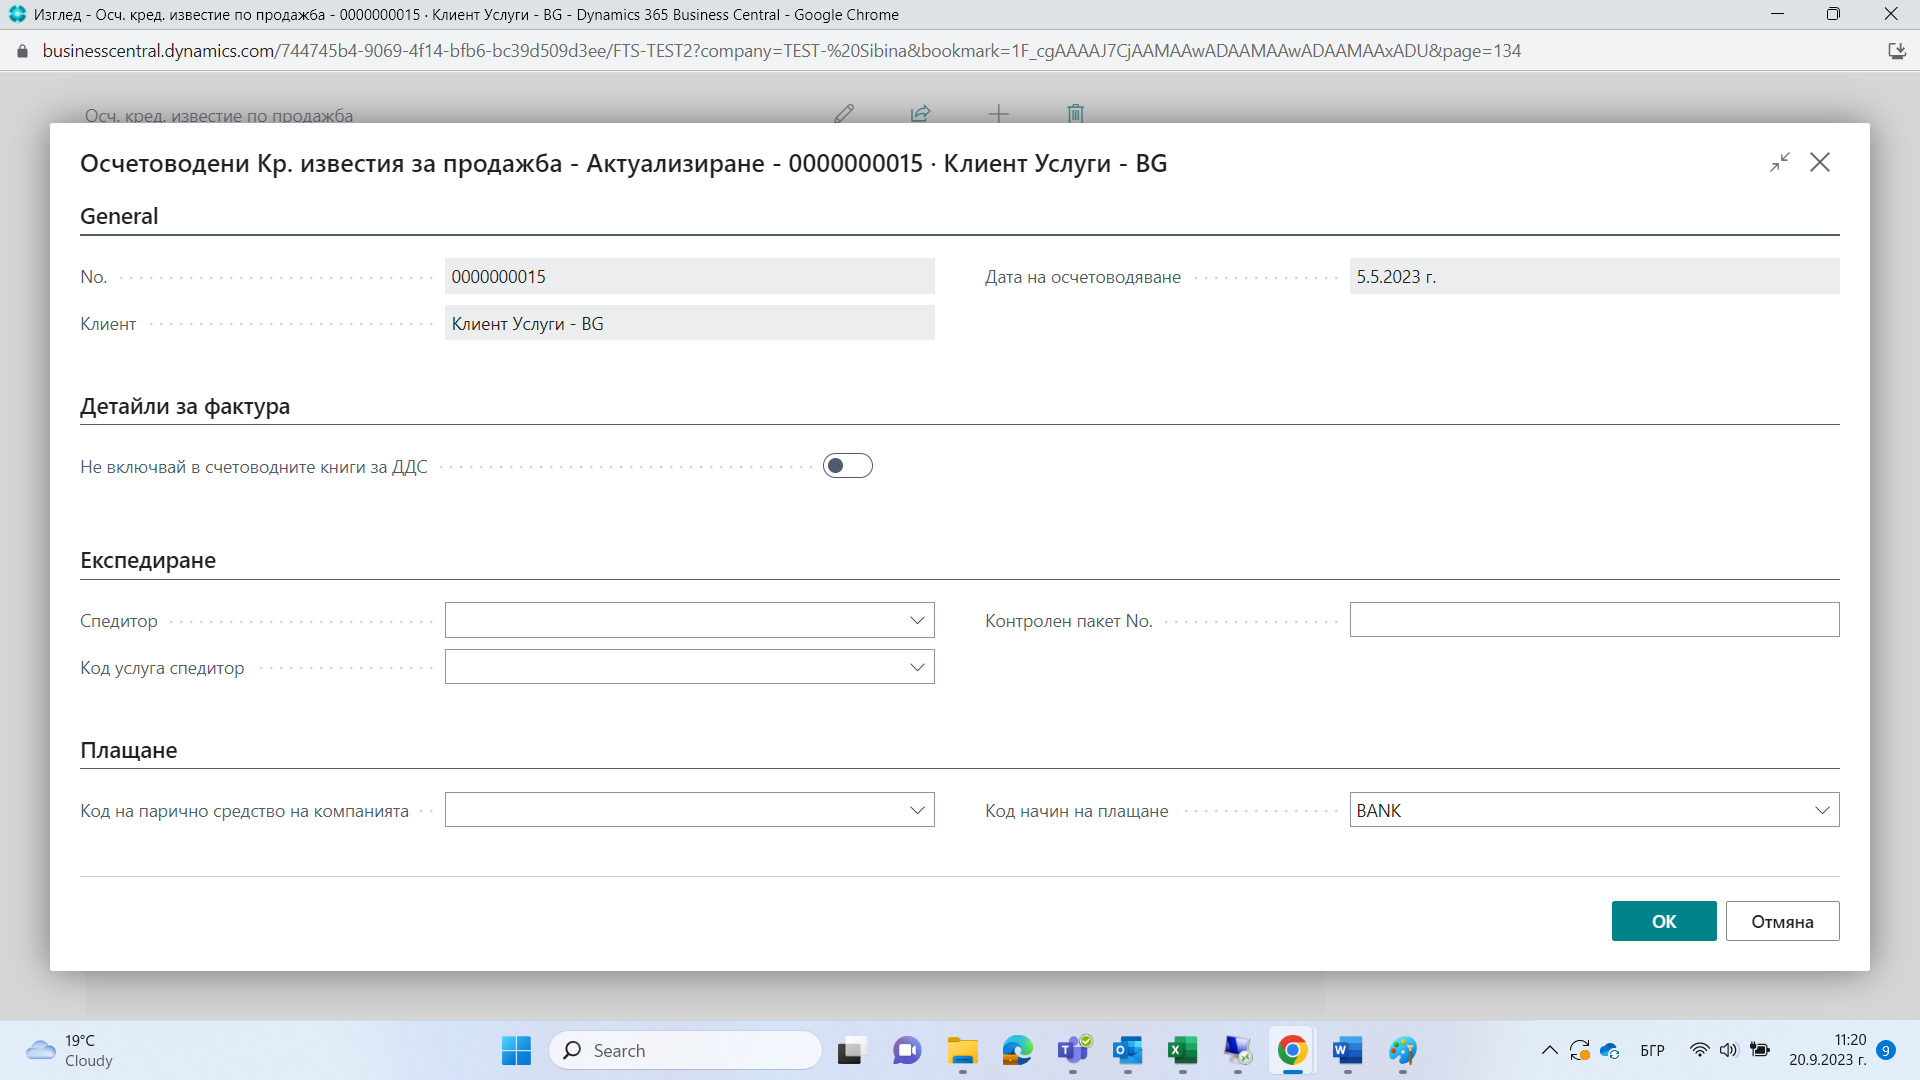 Изглед - Осч. кред. известие по продажба - 0000000015 · Клиент Услуги - BG - Dynamics 365 Business Central - Google Chrome
businesscentral.dynamics.com/744745b4-9069-4f14-bfb6-bc39d509d3ee/FTS-TEST2?company=TEST-%20Sibina&bookmark=1F_cgAAAAJ7CjAAMAAwADAAMAAwADAAMAAxADU&page=134
Осч. кред. известие по продажба
Осчетоводени Кр. известия за продажба - Актуализиране - 0000000015 · Клиент Услуги - BG
General
No. 0000000015 Дата на осчетоводяване 5.5.2023 г.
Клиент Клиент Услуги - BG
Детайли за фактура
Не включвай в счетоводните книги за ДДС
Експедиране
Спедитор Контролен пакет No.
Код услуга спедитор
Плащане
Код на парично средство на компанията Код начин на плащане BANK
ОК Отмяна
19°C
Cloudy
Search
БГР
11:20
20.9.2023 г.
9